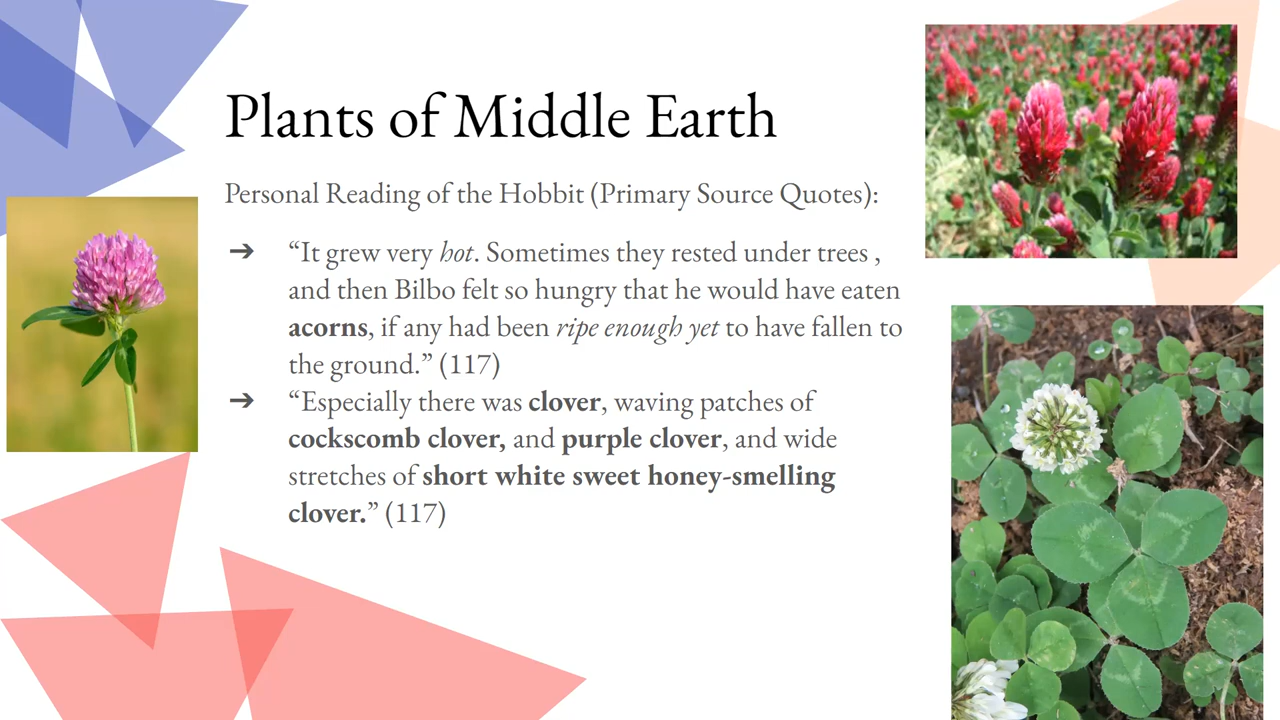 Plants of Middle Earth
Personal Reading of the Hobbit (Primary Source Quotes):
➔ “It grew very hot. Sometimes they rested under trees ,
and then Bilbo felt so hungry that he would have eaten
acorns, if any had been ripe enough yet to have fallen to
the ground.” (117)
➔ “Especially there was clover, waving patches of
cockscomb clover, and purple clover, and wide
stretches of short white sweet honey-smelling
clover.” (117)